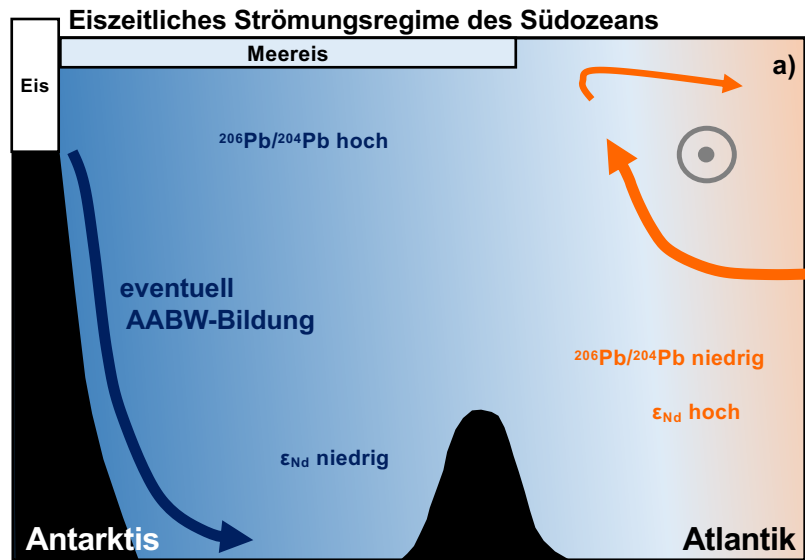 Eiszeitliches Strömungsregime des Südozeans
Meereis
Eis
a)
²⁰⁶Pb/²⁰⁴Pb hoch
eventuell
AABW-Bildung
²⁰⁶Pb/²⁰⁴Pb niedrig
εNd hoch
εNd niedrig
Antarktis
Atlantik